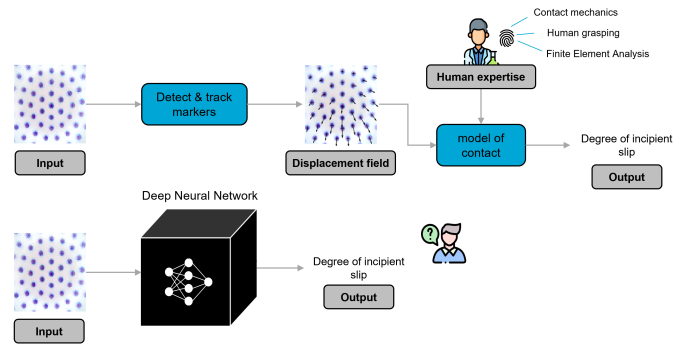 Contact mechanics
Human grasping
Finite Element Analysis
Human expertise
Detect & track
markers
Input
Displacement field
model of
contact
Degree of incipient
slip
Output
Deep Neural Network
Input
Degree of incipient
slip
Output
?